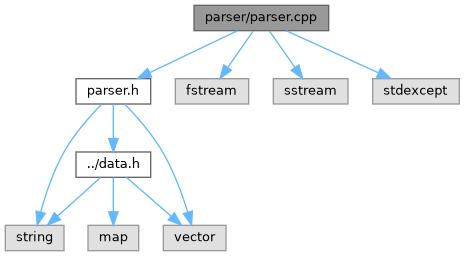 parser/parser.cpp
parser.h
fstream
sstream
stdexcept
../data.h
string
map
vector